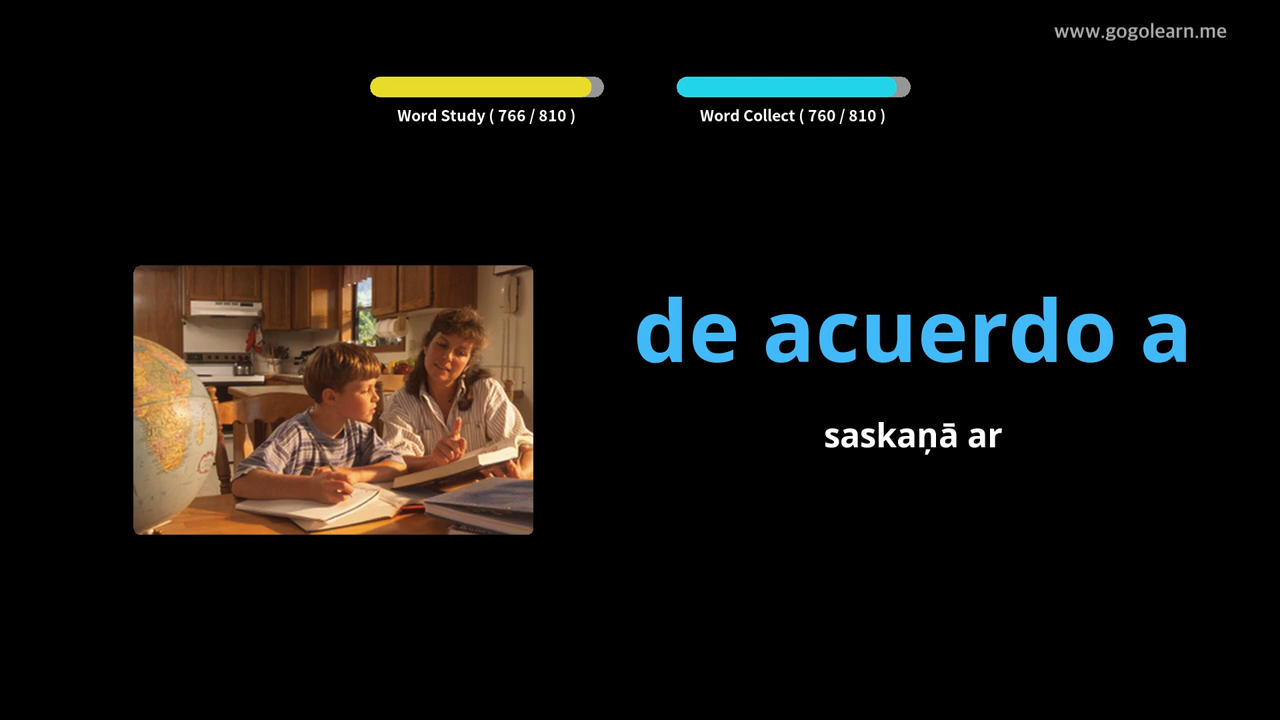 www.gogolearn.me
Word Study ( 766 / 810 )
Word Collect ( 760 / 810 )
de acuerdo a
saskaņā ar